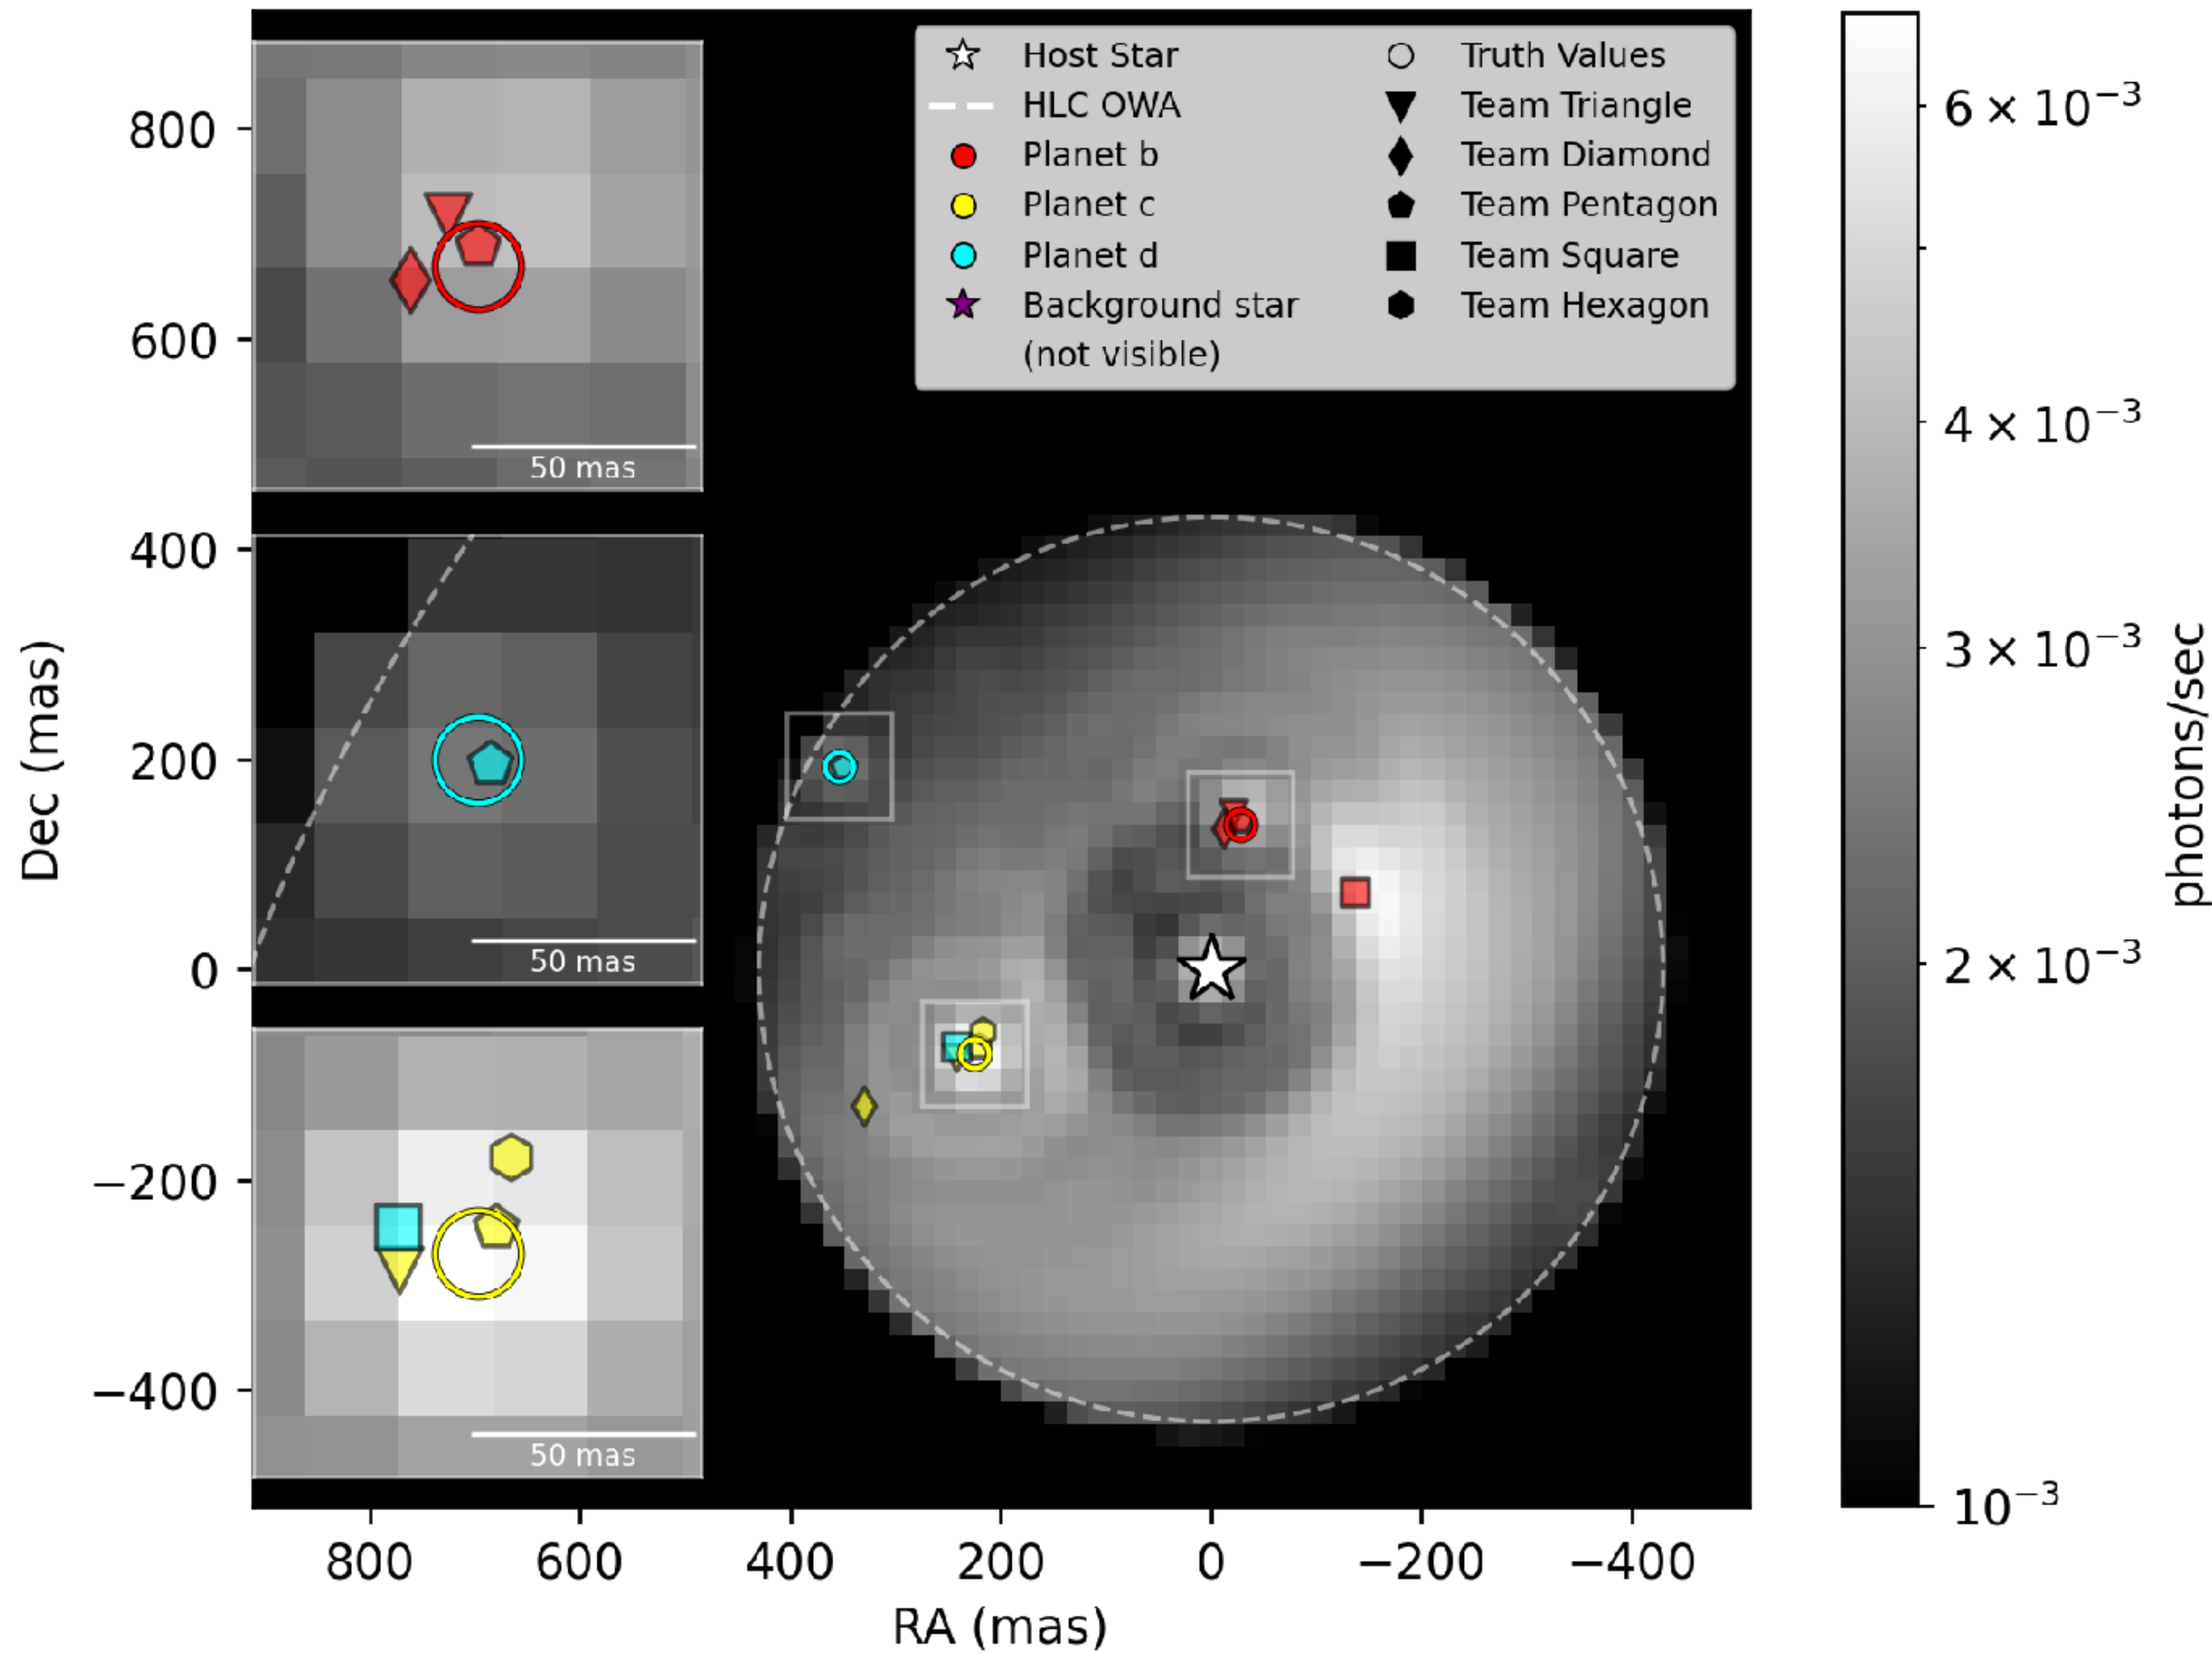 Host Star
HLC OWA
Planet b
Planet c
Planet d
Background star
(not visible)
Truth Values
Team Triangle
Team Diamond
Team Pentagon
Team Square
Team Hexagon
50 mas
50 mas
50 mas
800
600
400
200
0
−200
−400
Dec (mas)
800
600
400
200
0
−200
−400
RA (mas)
6 × 10⁻³
4 × 10⁻³
3 × 10⁻³
2 × 10⁻³
10⁻³
photons/sec